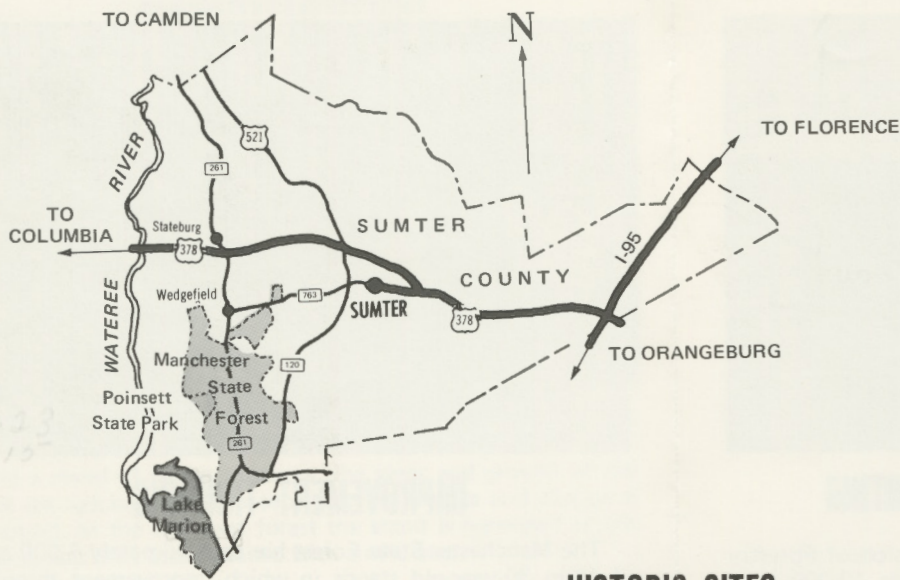 TO CAMDEN
N
521
TO FLORENCE
RIVER
261
TO
COLUMBIA
Stateburg
378
SUMTER
I-95
COUNTY
WATEREE
Wedgefield
763
SUMTER
378
TO ORANGEBURG
Manchester
State
Forest
120
Poinsett
State Park
261
Lake
Marion
HISTORIC SITES